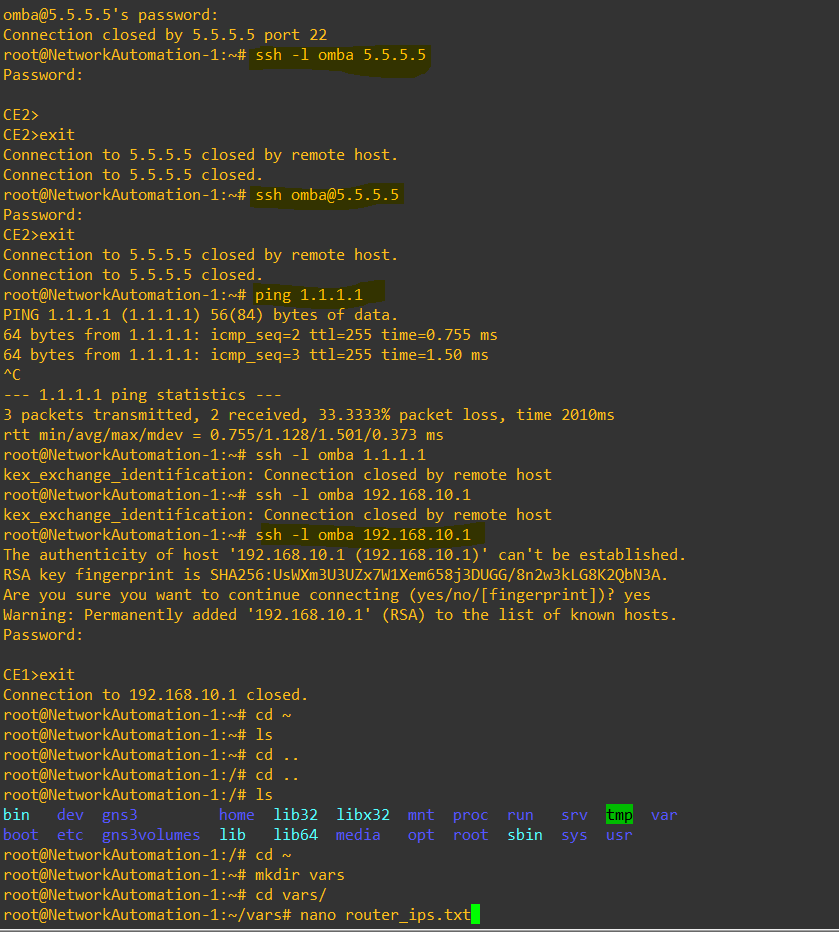 omba@5.5.5.5's password:
Connection closed by 5.5.5.5 port 22
root@NetworkAutomation-1:~# ssh -l omba 5.5.5.5
Password:
CE2>
CE2>exit
Connection to 5.5.5.5 closed by remote host.
Connection to 5.5.5.5 closed.
root@NetworkAutomation-1:~# ssh omba@5.5.5.5
Password:
CE2>exit
Connection to 5.5.5.5 closed by remote host.
Connection to 5.5.5.5 closed.
root@NetworkAutomation-1:~# ping 1.1.1.1
PING 1.1.1.1 (1.1.1.1) 56(84) bytes of data.
64 bytes from 1.1.1.1: icmp_seq=2 ttl=255 time=0.755 ms
64 bytes from 1.1.1.1: icmp_seq=3 ttl=255 time=1.50 ms
^C
--- 1.1.1.1 ping statistics ---
3 packets transmitted, 2 received, 33.3333% packet loss, time 2010ms
rtt min/avg/max/mdev = 0.755/1.128/1.501/0.373 ms
root@NetworkAutomation-1:~# ssh -l omba 1.1.1.1
kex_exchange_identification: Connection closed by remote host
root@NetworkAutomation-1:~# ssh -l omba 192.168.10.1
kex_exchange_identification: Connection closed by remote host
root@NetworkAutomation-1:~# ssh -l omba 192.168.10.1
The authenticity of host '192.168.10.1 (192.168.10.1)' can't be established.
RSA key fingerprint is SHA256:UsWXm3U3UZx7W1Xem658j3DUGG/8n2w3kLG8K2QbN3A.
Are you sure you want to continue connecting (yes/no/[fingerprint])? yes
Warning: Permanently added '192.168.10.1' (RSA) to the list of known hosts.
Password:
CE1>exit
Connection to 192.168.10.1 closed.
root@NetworkAutomation-1:~# cd ~
root@NetworkAutomation-1:~# ls
root@NetworkAutomation-1:~# cd ..
root@NetworkAutomation-1:/# cd ..
root@NetworkAutomation-1:/# ls
bin dev gns3 home lib32 libx32 mnt proc run srv tmp var
boot etc gns3volumes lib lib64 media opt root sbin sys usr
root@NetworkAutomation-1:/# cd ~
root@NetworkAutomation-1:~# mkdir vars
root@NetworkAutomation-1:~# cd vars/
root@NetworkAutomation-1:~/vars# nano router_ips.txt